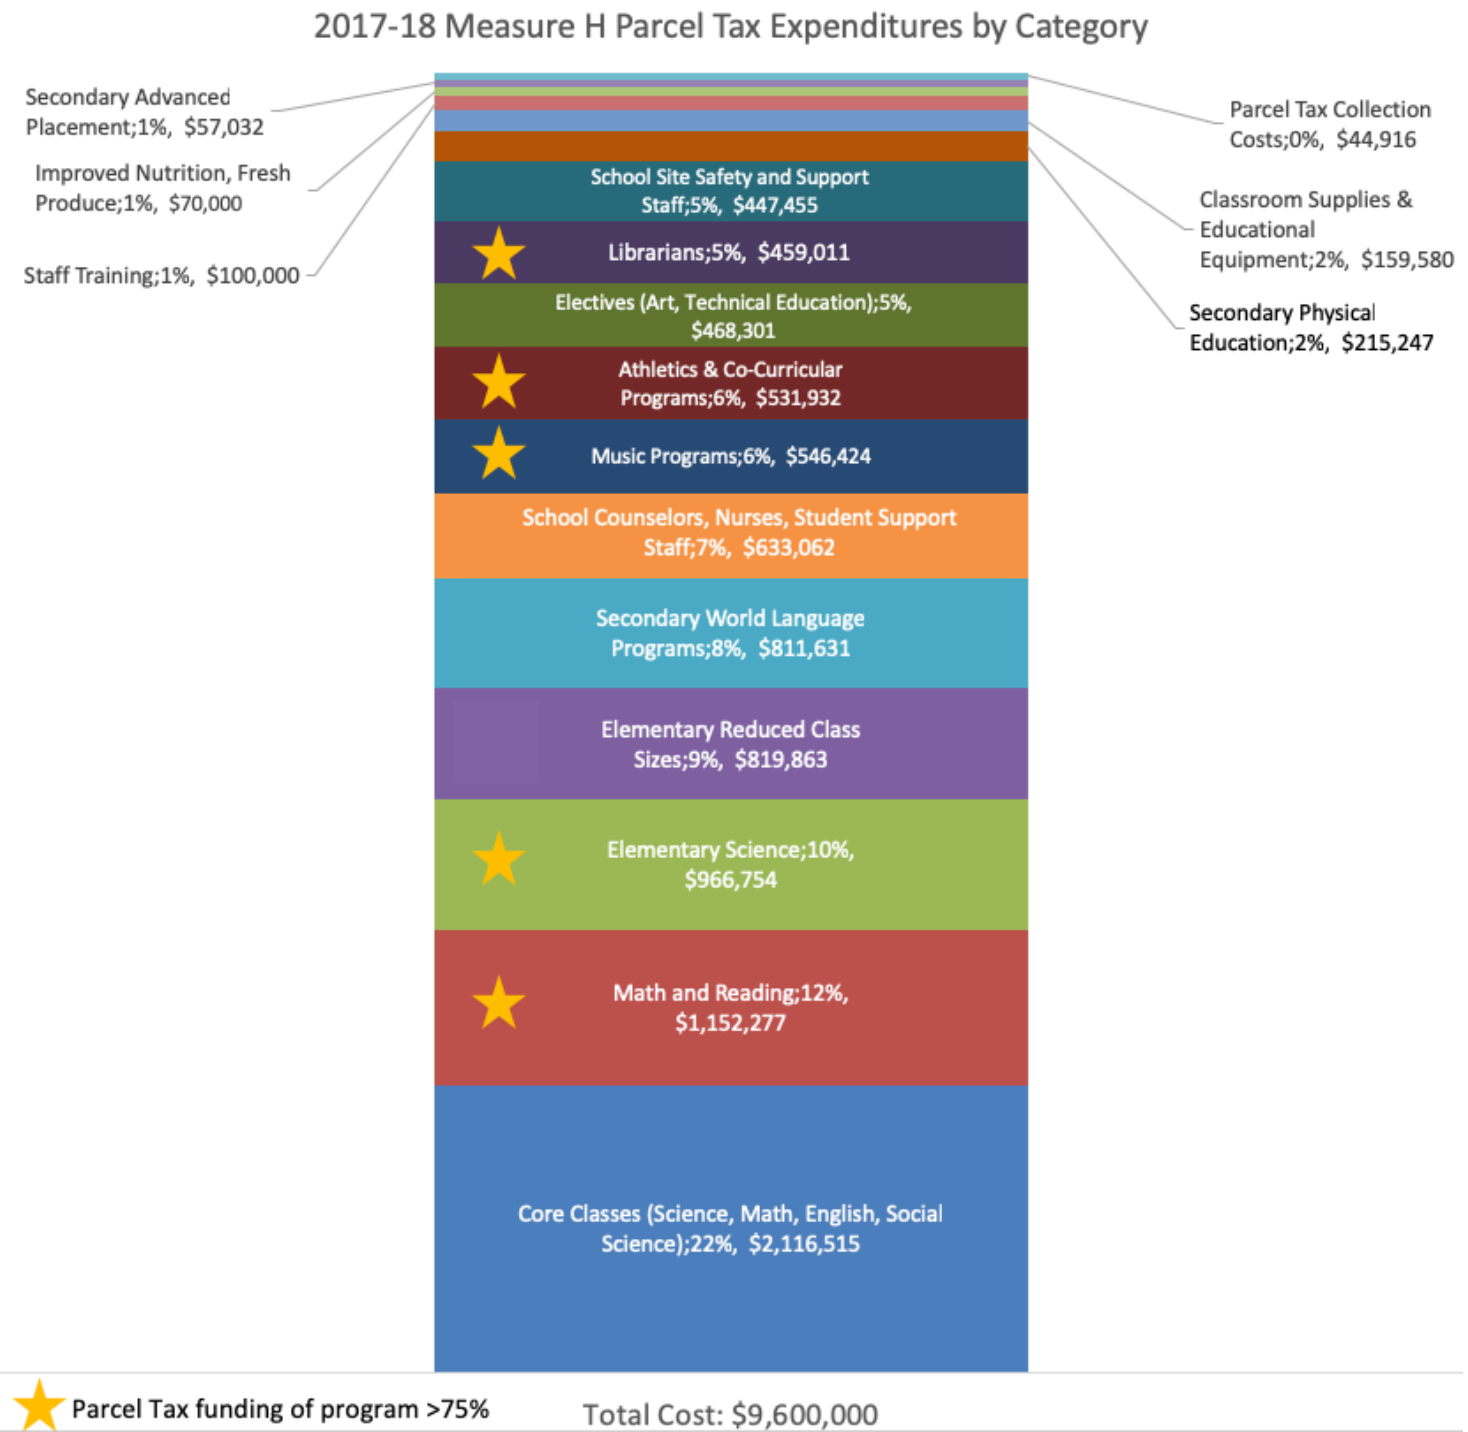 2017-18 Measure H Parcel Tax Expenditures by Category
Secondary Advanced
Placement;1%, $57,032
Improved Nutrition, Fresh
Produce;1%, $70,000
Staff Training;1%, $100,000
Parcel Tax Collection
Costs;0%, $44,916
Classroom Supplies &
Educational
Equipment;2%, $159,580
Secondary Physical
Education;2%, $215,247
School Site Safety and Support
Staff;5%, $447,455
Librarians;5%, $459,011
Electives (Art, Technical Education);5%,
$468,301
Athletics & Co-Curricular
Programs;6%, $531,932
Music Programs;6%, $546,424
School Counselors, Nurses, Student Support
Staff;7%, $633,062
Secondary World Language
Programs;8%, $811,631
Elementary Reduced Class
Sizes;9%, $819,863
Elementary Science;10%,
$966,754
Math and Reading;12%,
$1,152,277
Core Classes (Science, Math, English, Social
Science);22%, $2,116,515
Parcel Tax funding of program >75%
Total Cost: $9,600,000